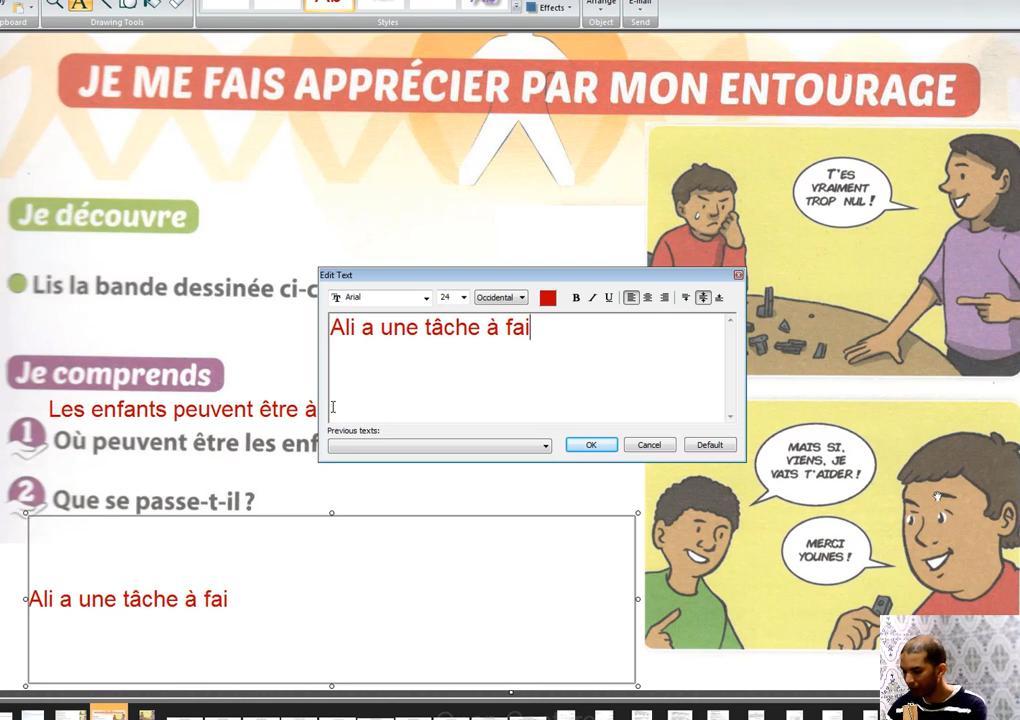 pboard
Drawing Tools
Styles
Effects
Arrange
Object
E-mail
Send
JE ME FAIS APPRÉCIER PAR MON ENTOURAGE
Je découvre
Lis la bande dessinée ci-c
Je comprends
Les enfants peuvent être à
1 Où peuvent être les enf
2 Que se passe-t-il ?
Ali a une tâche à fai
Edit Text
Arial 24 Occidental B I U
Ali a une tâche à fai
Previous texts:
OK Cancel Default
T'ES
VRAIMENT
TROP NUL !
MAIS SI,
VIENS, JE
VAIS T'AIDER !
MERCI
YOUNES !